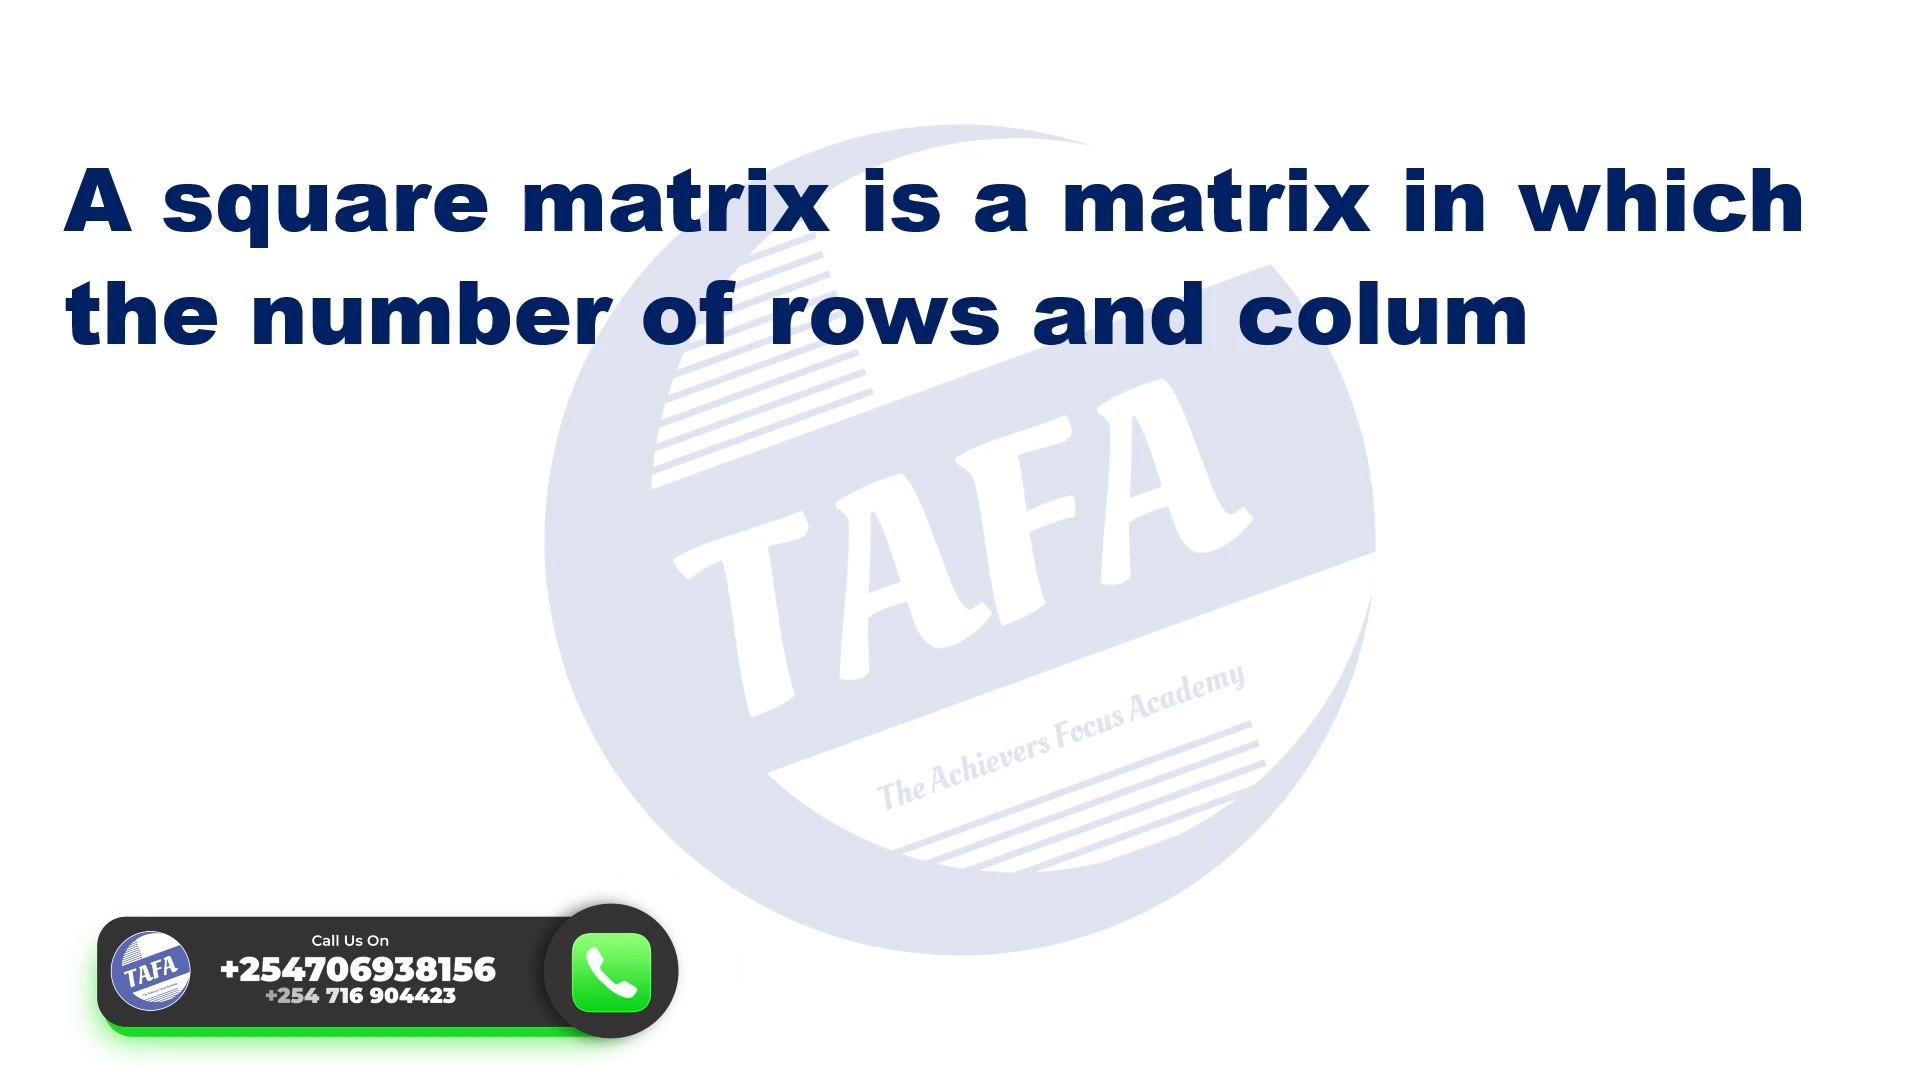 A square matrix is a matrix in which
the number of rows and colum
TAFA
The Achievers Focus Academy
Call Us On
TAFA
+254706938156
+254 716 904423